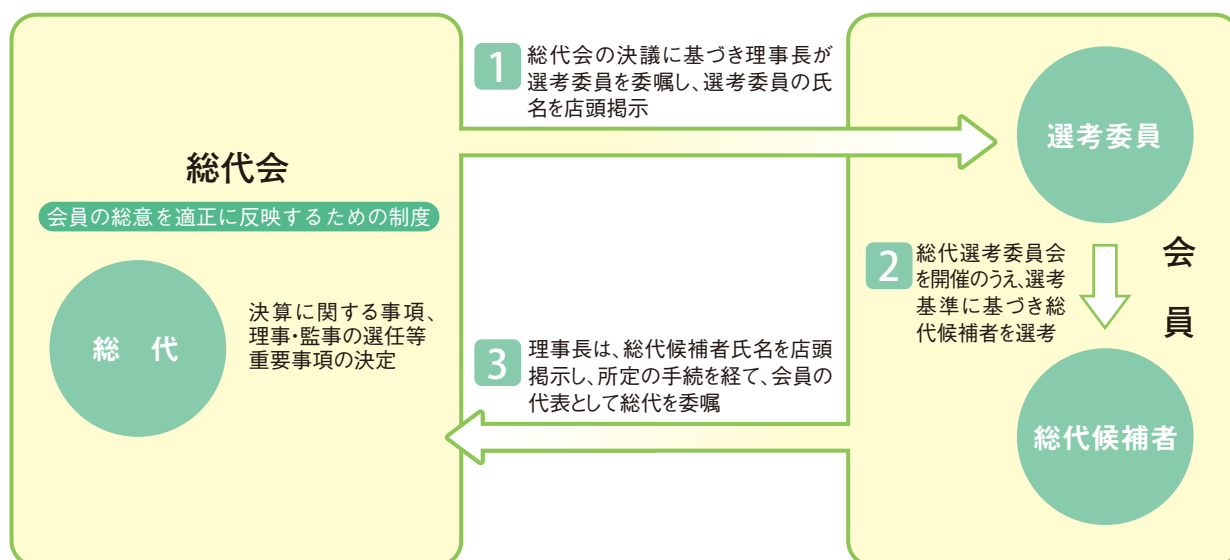 総代会
会員の総意を適正に反映するための制度
総 代
決算に関する事項、
理事・監事の選任等
重要事項の決定
1
総代会の決議に基づき理事長が
選考委員を委嘱し、選考委員の氏
名を店頭掲示
選考委員
会員
2
総代選考委員会
を開催のうえ、選考
基準に基づき総
代候補者を選考
総代候補者
3
理事長は、総代候補者氏名を店頭
掲示し、所定の手続を経て、会員の
代表として総代を委嘱